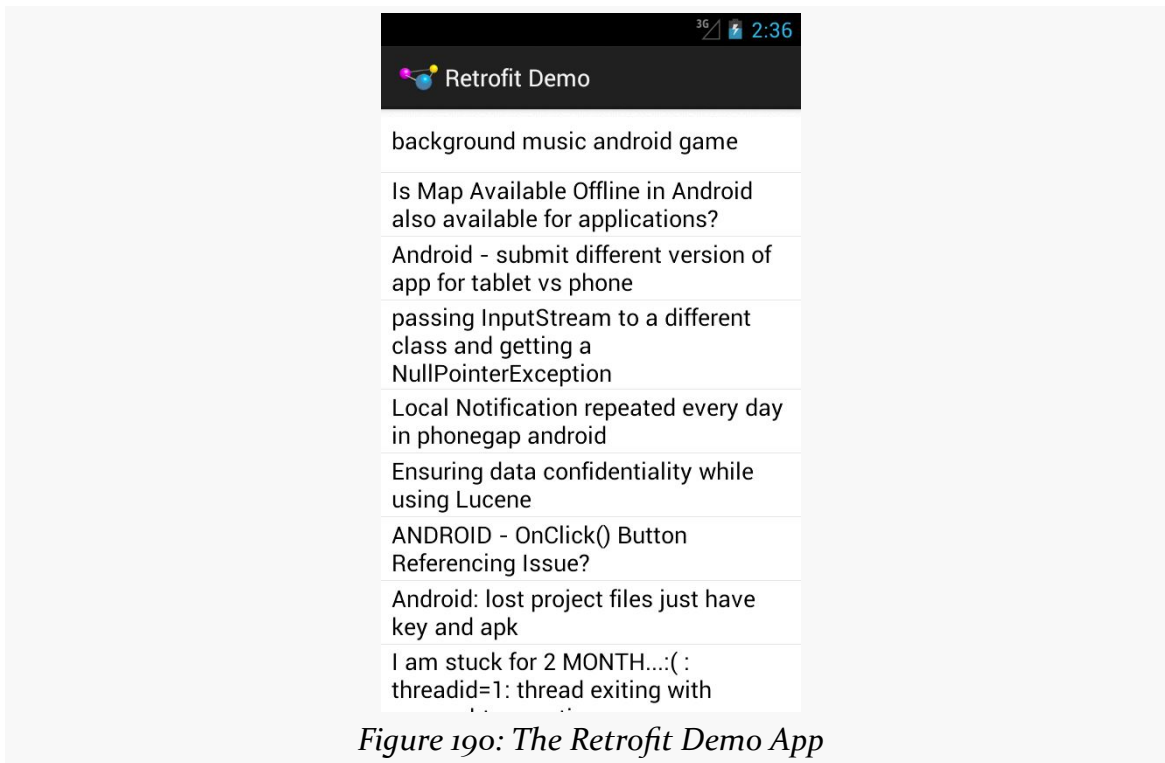 3G 2:36
Retrofit Demo
background music android game
Is Map Available Offline in Android
also available for applications?
Android - submit different version of
app for tablet vs phone
passing InputStream to a different
class and getting a
NullPointerException
Local Notification repeated every day
in phonegap android
Ensuring data confidentiality while
using Lucene
ANDROID - OnClick() Button
Referencing Issue?
Android: lost project files just have
key and apk
I am stuck for 2 MONTH...:( :
threadid=1: thread exiting with
Figure 190: The Retrofit Demo App